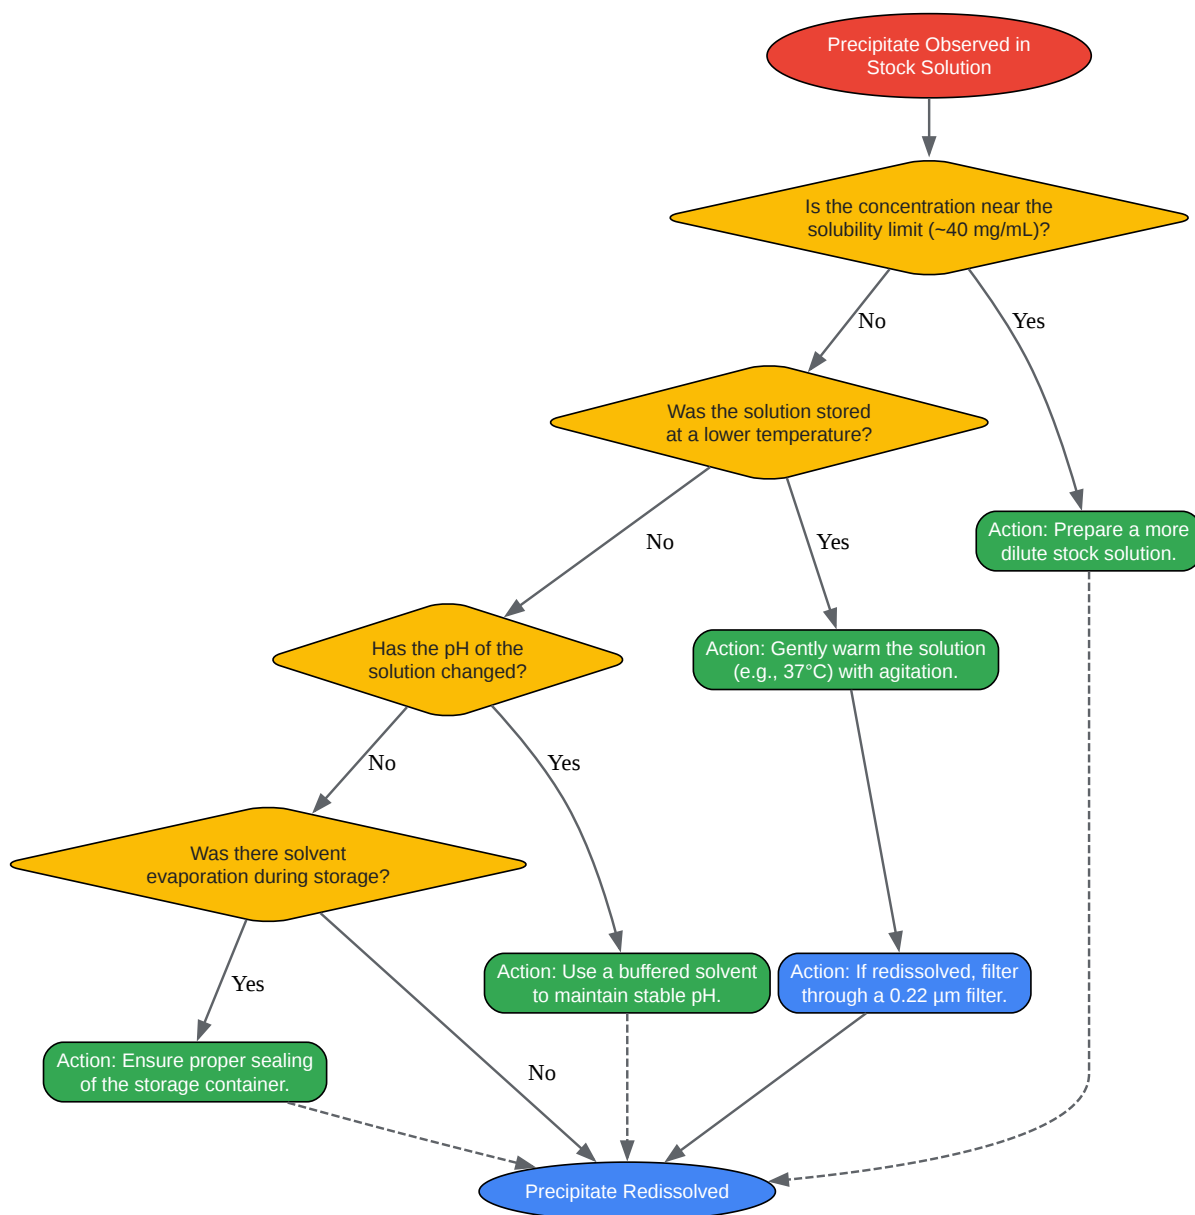 Precipitate Observed in
Stock Solution
Is the concentration near the
solubility limit (~40 mg/mL)?
No
Yes
Was the solution stored
at a lower temperature?
Action: Prepare a more
dilute stock solution.
No
Yes
Has the pH of the
solution changed?
Action: Gently warm the solution
(e.g., 37°C) with agitation.
No
Yes
Was there solvent
evaporation during storage?
Action: Use a buffered solvent
to maintain stable pH.
Action: If redissolved, filter
through a 0.22 µm filter.
Yes
No
Action: Ensure proper sealing
of the storage container.
Precipitate Redissolved